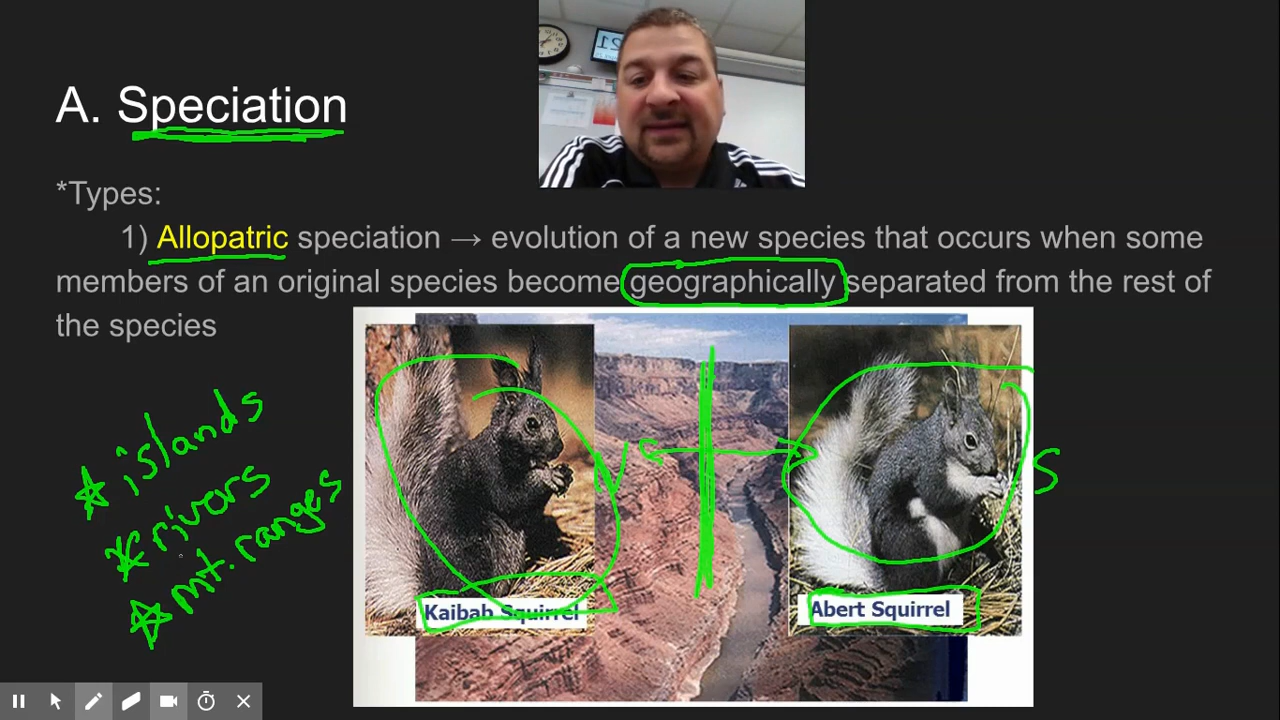 A. Speciation
*Types:
1) Allopatric speciation → evolution of a new species that occurs when some
members of an original species become geographically separated from the rest of
the species
islands
rivers
mt. ranges
N
S
Kaibab Squirrel
Abert Squirrel
21